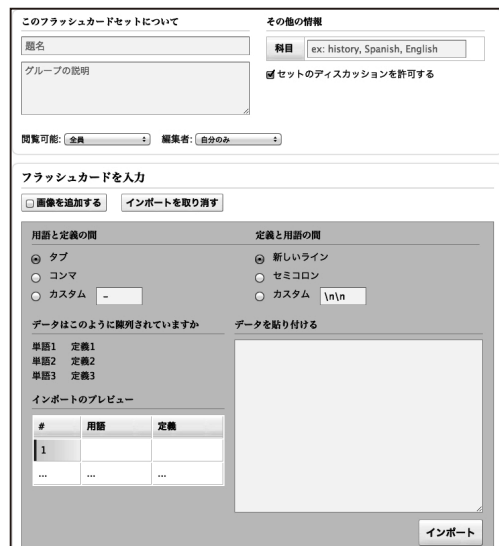 このフラッシュカードセットについて
題名
グループの説明
閲覧可能: 全員 編集者: 自分のみ
その他の情報
科目 ex: history, Spanish, English
セットのディスカッションを許可する
フラッシュカードを入力
画像を追加する インポートを取り消す
用語と定義の間
タブ
コンマ
カスタム –
定義と用語の間
新しいライン
セミコロン
カスタム \n\n
データはこのように陳列されていますか
単語1 定義1
単語2 定義2
単語3 定義3
インポートのプレビュー
# 用語 定義
1
... ... ...
データを貼り付ける
インポート